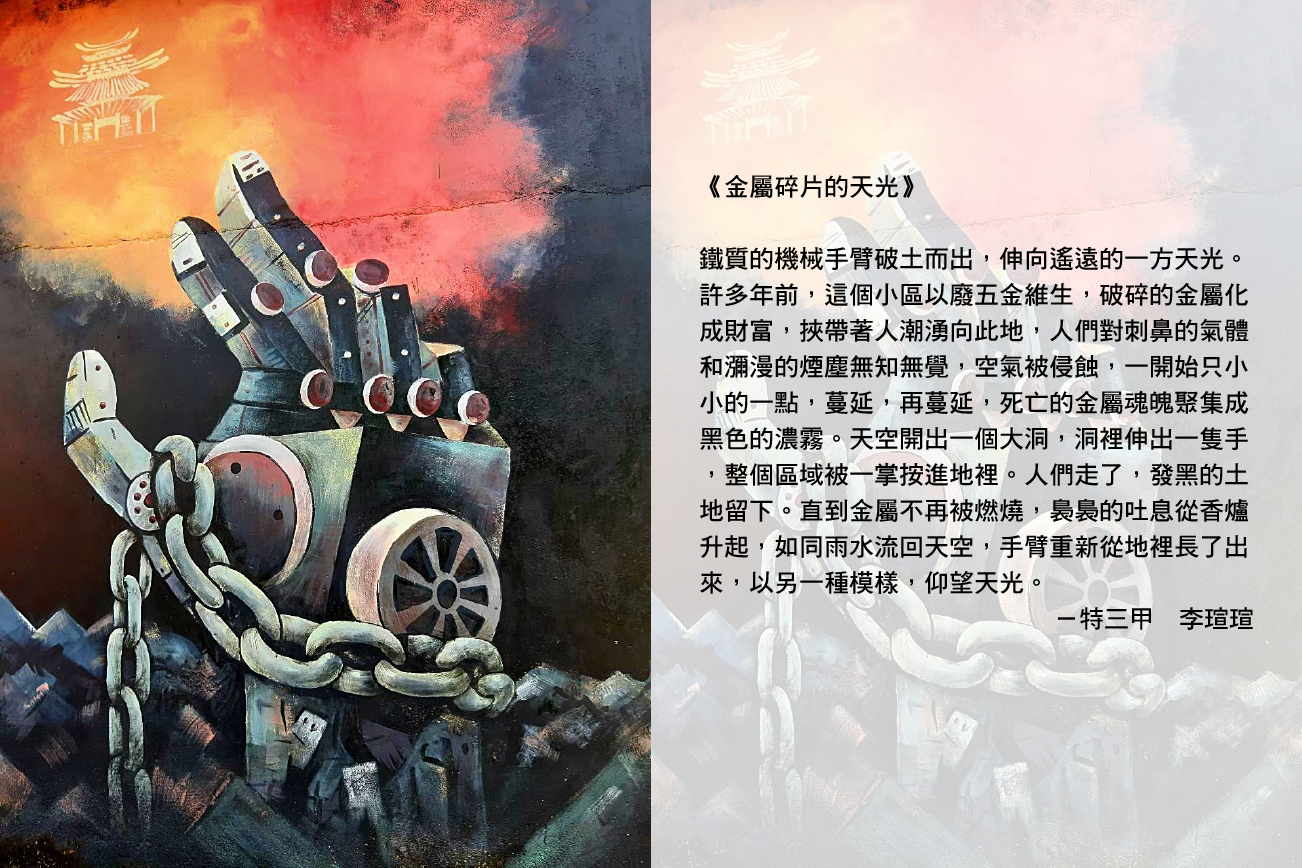 《金屬碎片的天光》
鐵質的機械手臂破土而出，伸向遙遠的一方天光。
許多年前，這個小區以廢五金維生，破碎的金屬化
成財富，挾帶著人潮湧向此地，人們對刺鼻的氣體
和瀰漫的煙塵無知無覺，空氣被侵蝕，一開始只小
小的一點，蔓延，再蔓延，死亡的金屬魂魄聚集成
黑色的濃霧。天空開出一個大洞，洞裡伸出一隻手
，整個區域被一掌按進地裡。人們走了，發黑的土
地留下。直到金屬不再被燃燒，裊裊的吐息從香爐
升起，如同雨水流回天空，手臂重新從地裡長了出
來，以另一種模樣，仰望天光。
－特三甲　李瑄瑄